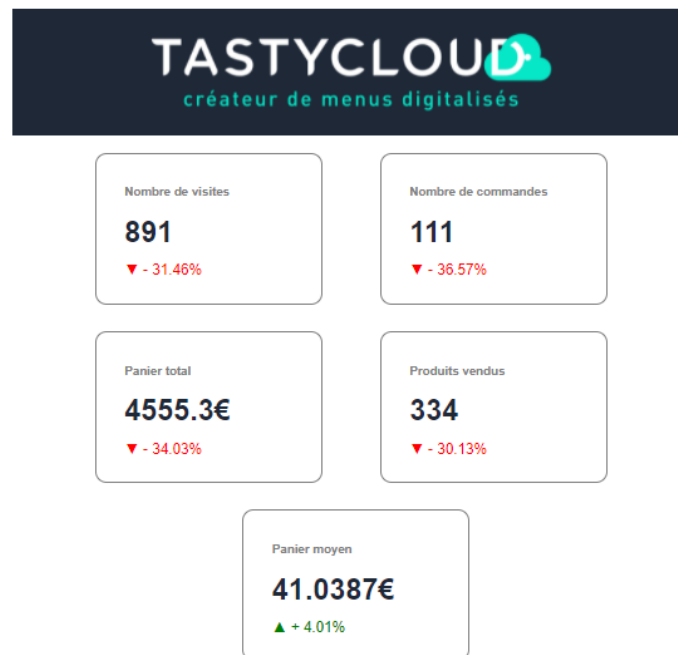 TASTYCLOUD
créateur de menus digitalisés
Nombre de visites
891
▼ - 31.46%
Nombre de commandes
111
▼ - 36.57%
Panier total
4555.3€
▼ - 34.03%
Produits vendus
334
▼ - 30.13%
Panier moyen
41.0387€
▲ + 4.01%